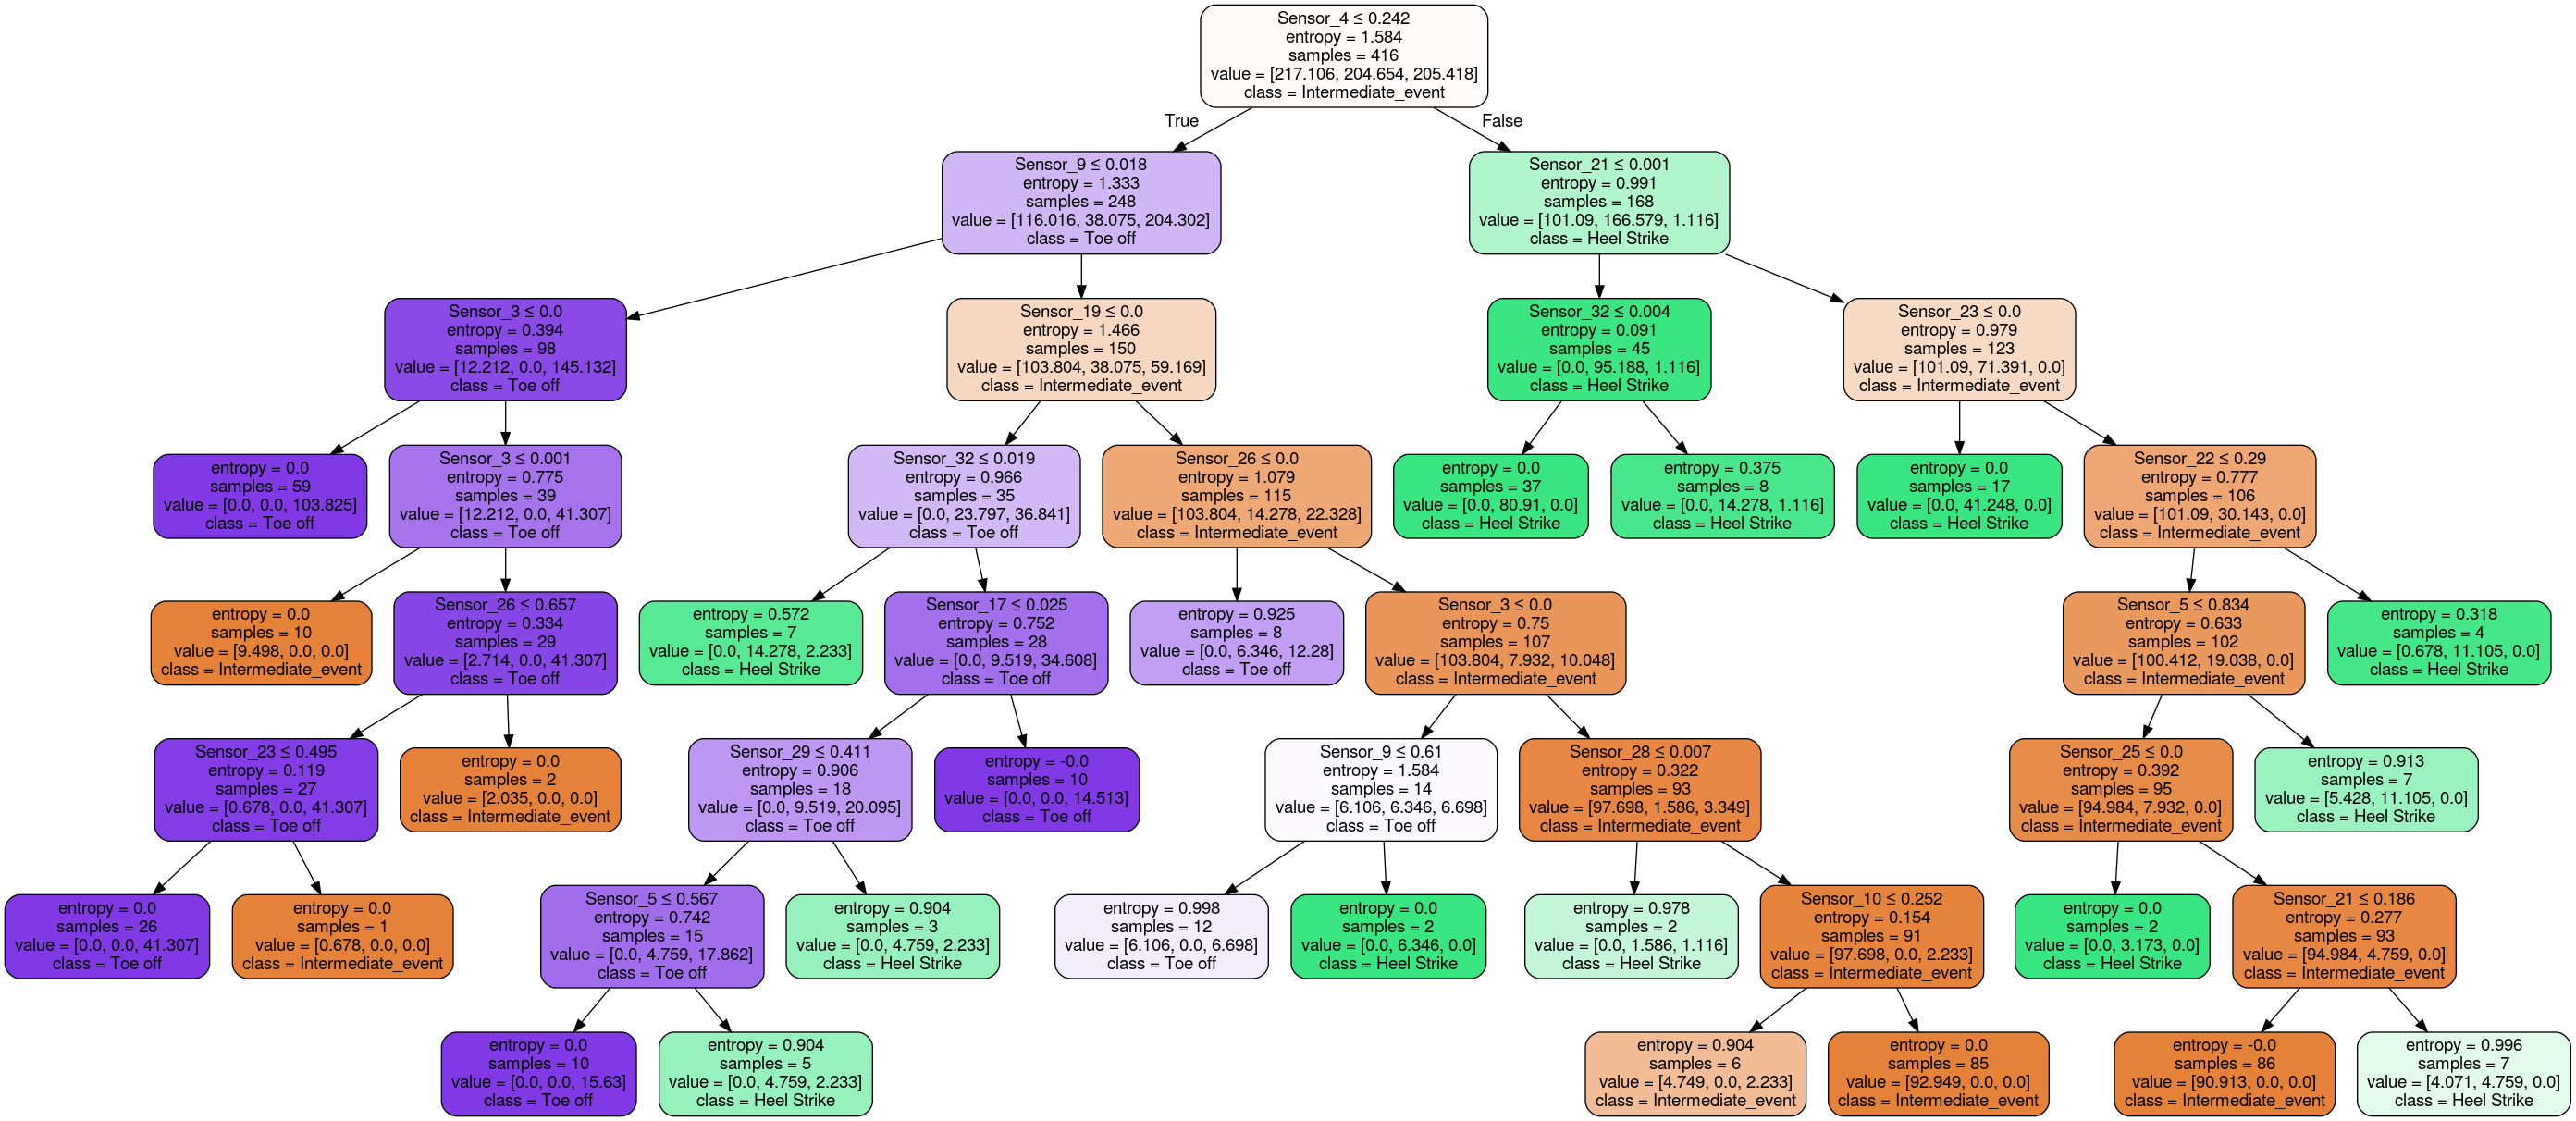 Sensor_4 ≤ 0.242
entropy = 1.584
samples = 416
value = [217.106, 204.654, 205.418]
class = Intermediate_event
True
False
Sensor_9 ≤ 0.018
entropy = 1.333
samples = 248
value = [116.016, 38.075, 204.302]
class = Toe off
Sensor_21 ≤ 0.001
entropy = 0.991
samples = 168
value = [101.09, 166.579, 1.116]
class = Heel Strike
Sensor_3 ≤ 0.0
entropy = 0.394
samples = 98
value = [12.212, 0.0, 145.132]
class = Toe off
Sensor_19 ≤ 0.0
entropy = 1.466
samples = 150
value = [103.804, 38.075, 59.169]
class = Intermediate_event
Sensor_32 ≤ 0.004
entropy = 0.091
samples = 45
value = [0.0, 95.188, 1.116]
class = Heel Strike
Sensor_23 ≤ 0.0
entropy = 0.979
samples = 123
value = [101.09, 71.391, 0.0]
class = Intermediate_event
entropy = 0.0
samples = 59
value = [0.0, 0.0, 103.825]
class = Toe off
Sensor_3 ≤ 0.001
entropy = 0.775
samples = 39
value = [12.212, 0.0, 41.307]
class = Toe off
Sensor_32 ≤ 0.019
entropy = 0.966
samples = 35
value = [0.0, 23.797, 36.841]
class = Toe off
Sensor_26 ≤ 0.0
entropy = 1.079
samples = 115
value = [103.804, 14.278, 22.328]
class = Intermediate_event
entropy = 0.0
samples = 37
value = [0.0, 80.91, 0.0]
class = Heel Strike
entropy = 0.375
samples = 8
value = [0.0, 14.278, 1.116]
class = Heel Strike
entropy = 0.0
samples = 17
value = [0.0, 41.248, 0.0]
class = Heel Strike
Sensor_22 ≤ 0.29
entropy = 0.777
samples = 106
value = [101.09, 30.143, 0.0]
class = Intermediate_event
entropy = 0.0
samples = 10
value = [9.498, 0.0, 0.0]
class = Intermediate_event
Sensor_26 ≤ 0.657
entropy = 0.334
samples = 29
value = [2.714, 0.0, 41.307]
class = Toe off
entropy = 0.572
samples = 7
value = [0.0, 14.278, 2.233]
class = Heel Strike
Sensor_17 ≤ 0.025
entropy = 0.752
samples = 28
value = [0.0, 9.519, 34.608]
class = Toe off
entropy = 0.925
samples = 8
value = [0.0, 6.346, 12.28]
class = Toe off
Sensor_3 ≤ 0.0
entropy = 0.75
samples = 107
value = [103.804, 7.932, 10.048]
class = Intermediate_event
Sensor_5 ≤ 0.834
entropy = 0.633
samples = 102
value = [100.412, 19.038, 0.0]
class = Intermediate_event
entropy = 0.318
samples = 4
value = [0.678, 11.105, 0.0]
class = Heel Strike
Sensor_23 ≤ 0.495
entropy = 0.119
samples = 27
value = [0.678, 0.0, 41.307]
class = Toe off
entropy = 0.0
samples = 2
value = [2.035, 0.0, 0.0]
class = Intermediate_event
Sensor_29 ≤ 0.411
entropy = 0.906
samples = 18
value = [0.0, 9.519, 20.095]
class = Toe off
entropy = -0.0
samples = 10
value = [0.0, 0.0, 14.513]
class = Toe off
Sensor_9 ≤ 0.61
entropy = 1.584
samples = 14
value = [6.106, 6.346, 6.698]
class = Toe off
Sensor_28 ≤ 0.007
entropy = 0.322
samples = 93
value = [97.698, 1.586, 3.349]
class = Intermediate_event
Sensor_25 ≤ 0.0
entropy = 0.392
samples = 95
value = [94.984, 7.932, 0.0]
class = Intermediate_event
entropy = 0.913
samples = 7
value = [5.428, 11.105, 0.0]
class = Heel Strike
entropy = 0.0
samples = 26
value = [0.0, 0.0, 41.307]
class = Toe off
entropy = 0.0
samples = 1
value = [0.678, 0.0, 0.0]
class = Intermediate_event
Sensor_5 ≤ 0.567
entropy = 0.742
samples = 15
value = [0.0, 4.759, 17.862]
class = Toe off
entropy = 0.904
samples = 3
value = [0.0, 4.759, 2.233]
class = Heel Strike
entropy = 0.998
samples = 12
value = [6.106, 0.0, 6.698]
class = Toe off
entropy = 0.0
samples = 2
value = [0.0, 6.346, 0.0]
class = Heel Strike
entropy = 0.978
samples = 2
value = [0.0, 1.586, 1.116]
class = Heel Strike
Sensor_10 ≤ 0.252
entropy = 0.154
samples = 91
value = [97.698, 0.0, 2.233]
class = Intermediate_event
entropy = 0.0
samples = 2
value = [0.0, 3.173, 0.0]
class = Heel Strike
Sensor_21 ≤ 0.186
entropy = 0.277
samples = 93
value = [94.984, 4.759, 0.0]
class = Intermediate_event
entropy = 0.0
samples = 10
value = [0.0, 0.0, 15.63]
class = Toe off
entropy = 0.904
samples = 5
value = [0.0, 4.759, 2.233]
class = Heel Strike
entropy = 0.904
samples = 6
value = [4.749, 0.0, 2.233]
class = Intermediate_event
entropy = 0.0
samples = 85
value = [92.949, 0.0, 0.0]
class = Intermediate_event
entropy = -0.0
samples = 86
value = [90.913, 0.0, 0.0]
class = Intermediate_event
entropy = 0.996
samples = 7
value = [4.071, 4.759, 0.0]
class = Heel Strike